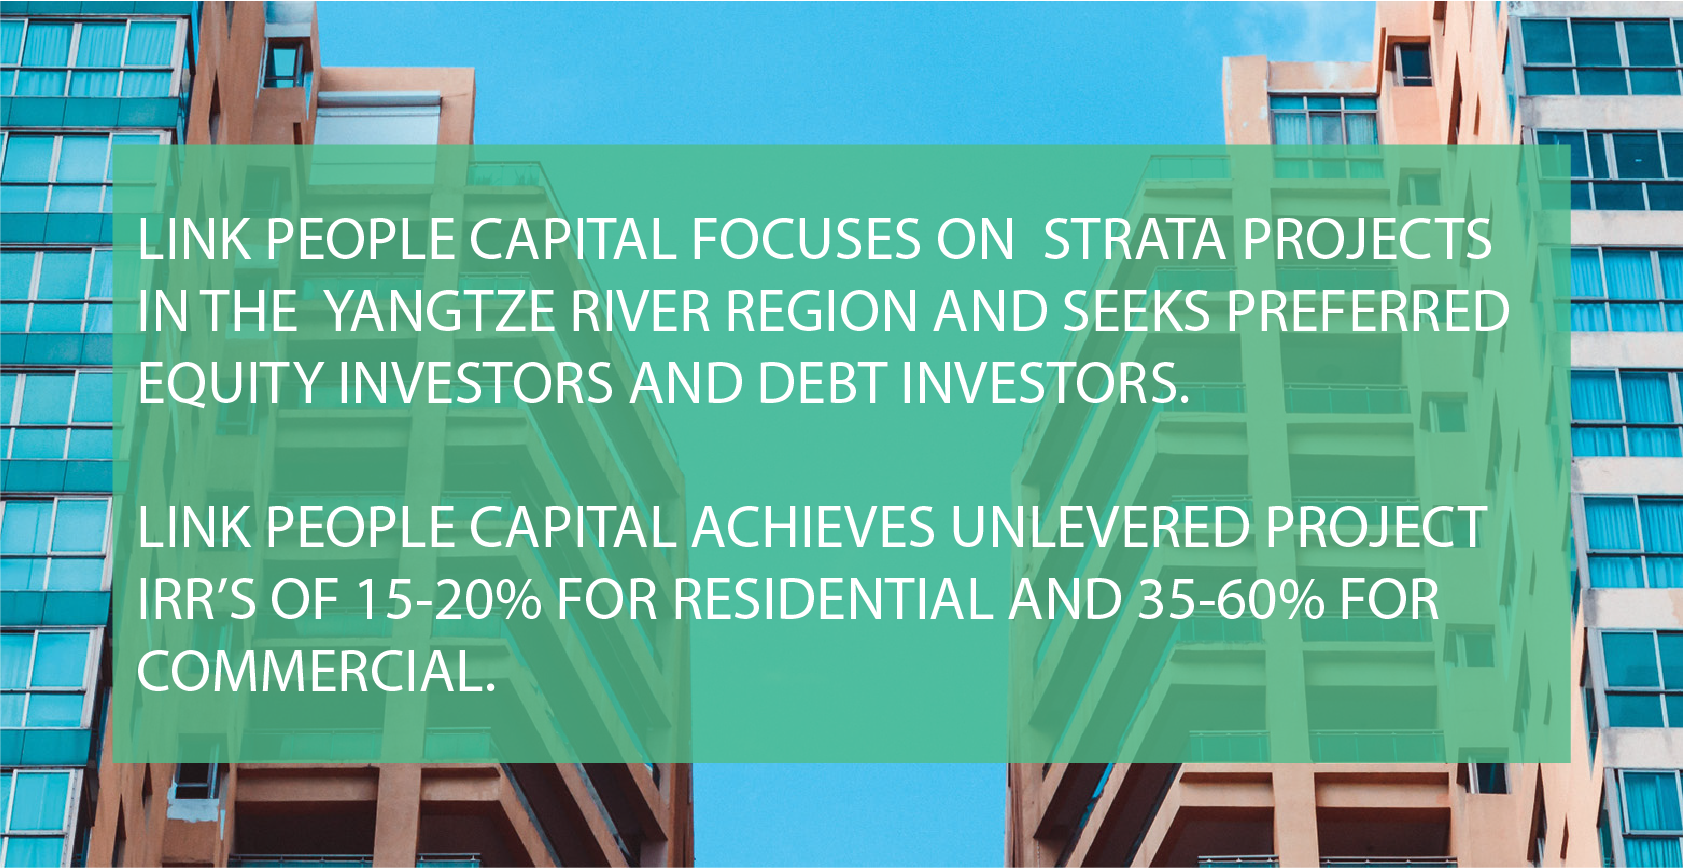 LINK PEOPLE CAPITAL FOCUSES ON  STRATA PROJECTS
IN THE  YANGTZE RIVER REGION AND SEEKS PREFERRED
EQUITY INVESTORS AND DEBT INVESTORS.
LINK PEOPLE CAPITAL ACHIEVES UNLEVERED PROJECT
IRR’S OF 15-20% FOR RESIDENTIAL AND 35-60% FOR
COMMERCIAL.